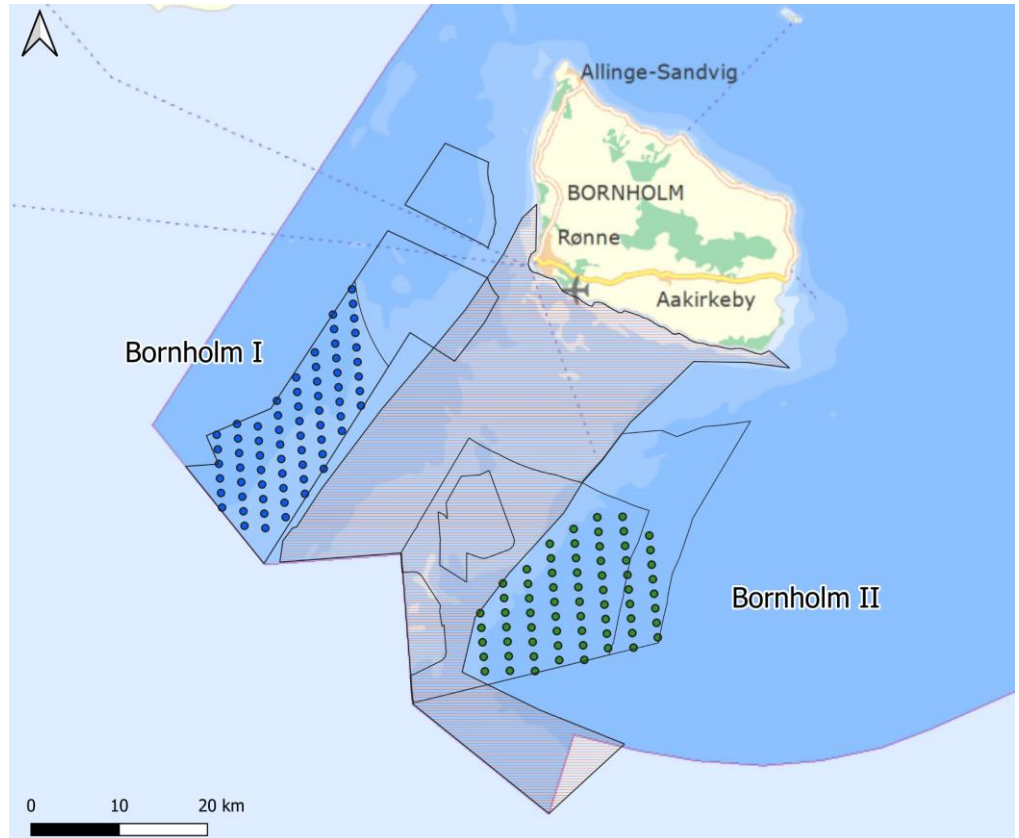 Allinge-Sandvig
BORNHOLM
Rønne
Aakirkeby
Bornholm I
Bornholm II
0 10 20 km